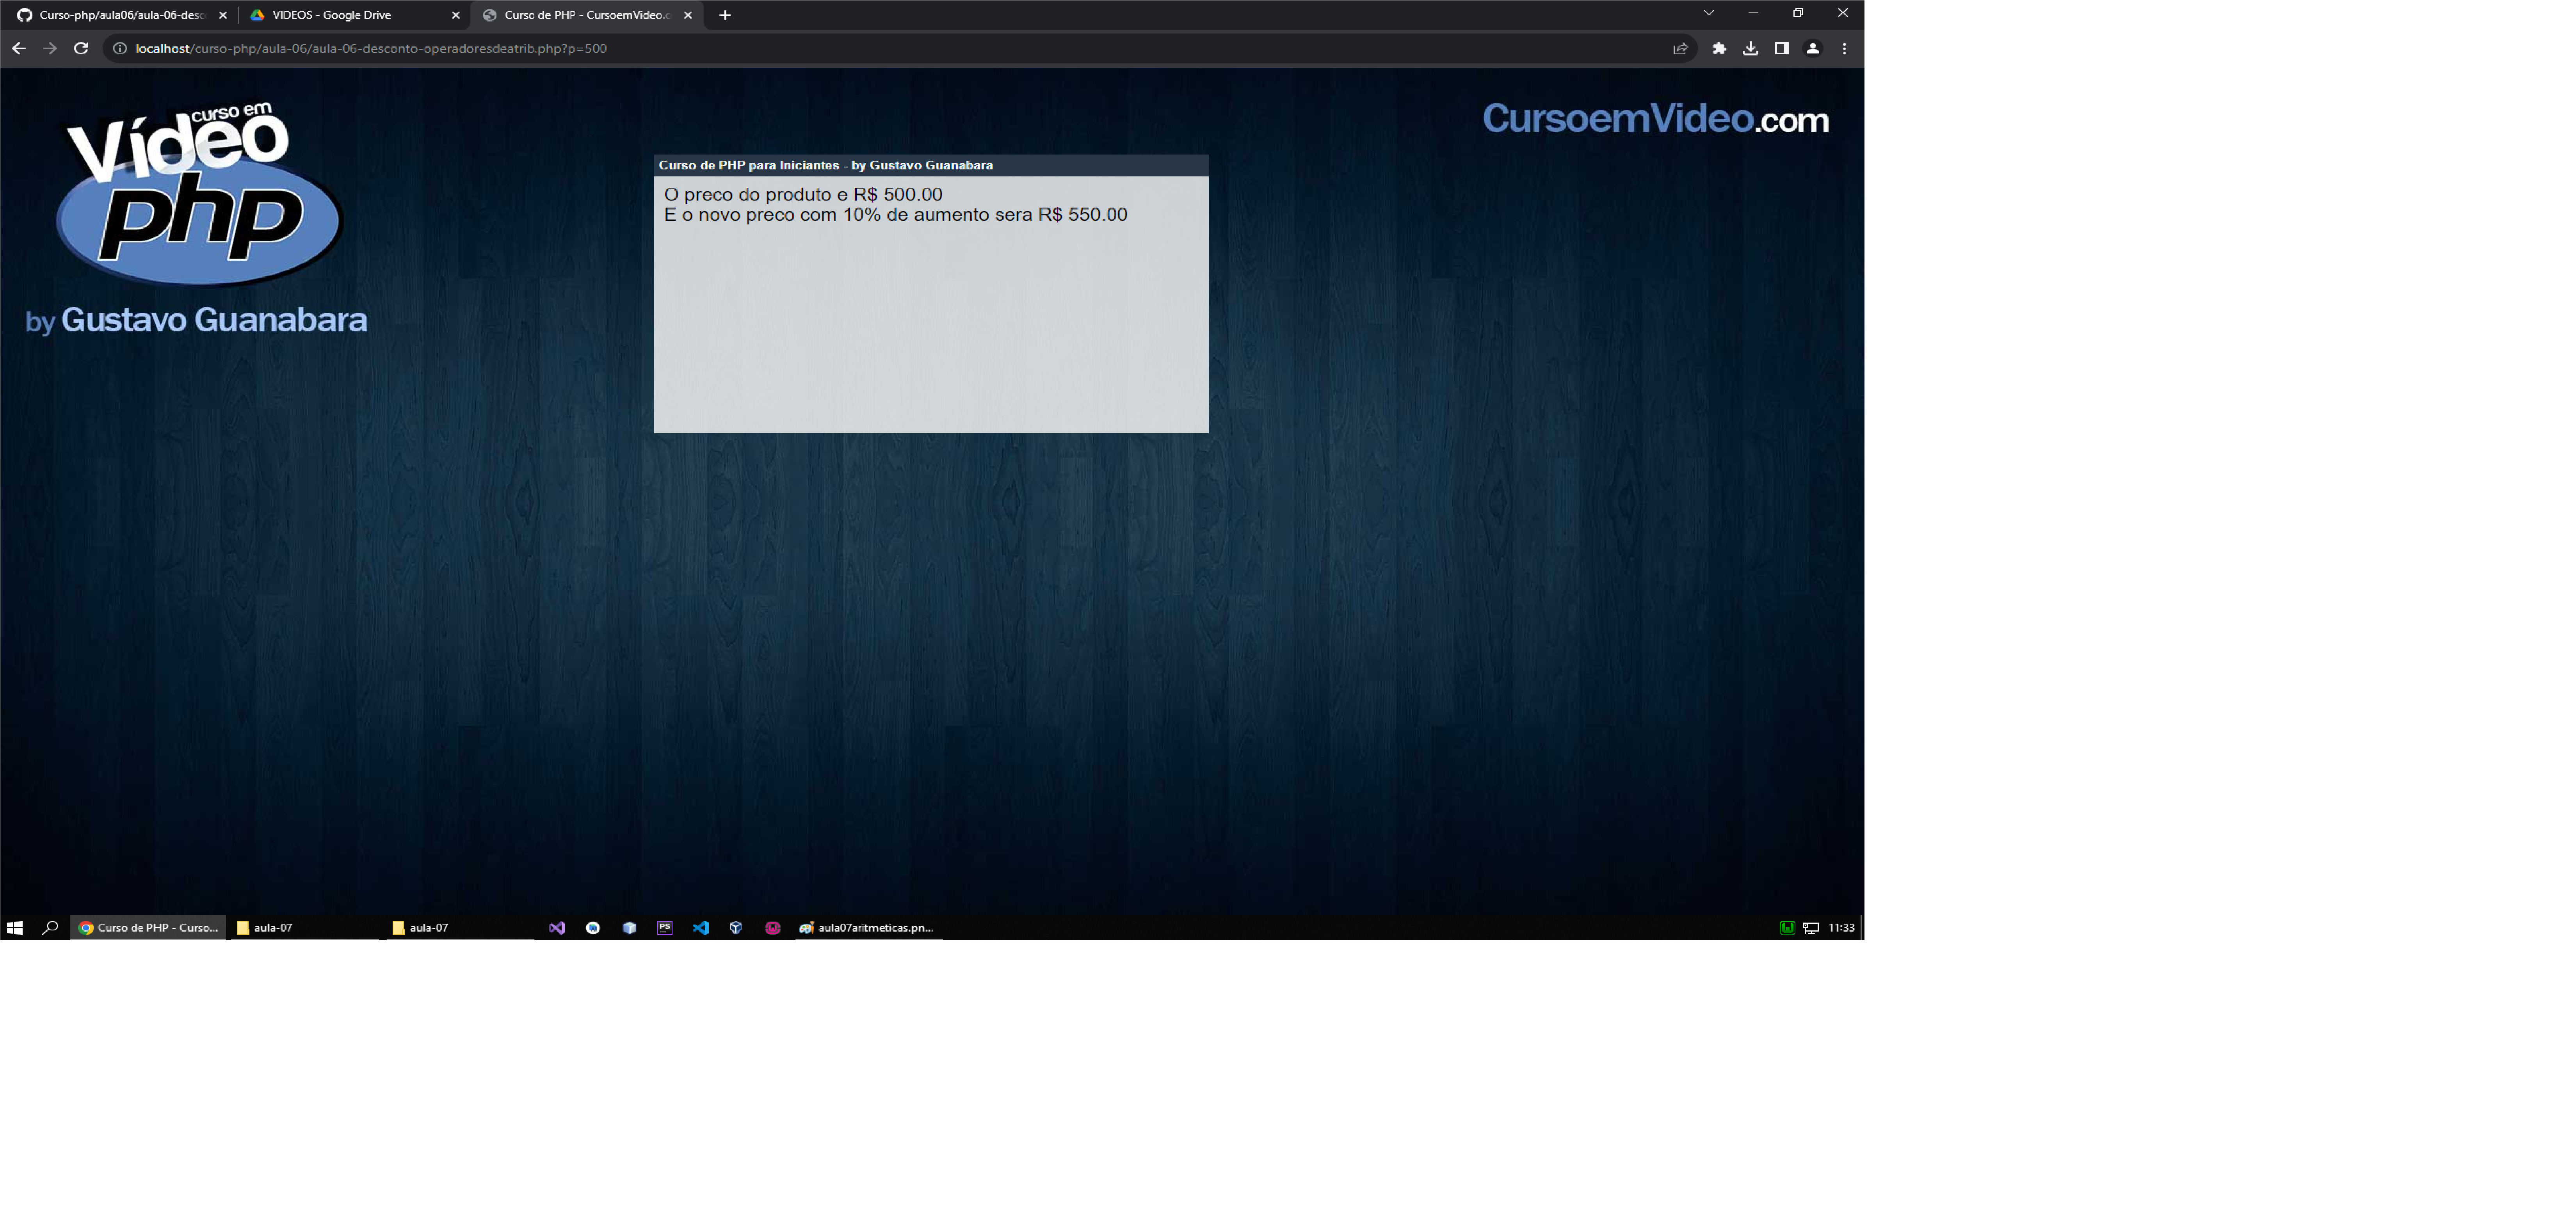 Curso-php/aula06/aula-06-desc
VIDEOS - Google Drive
Curso de PHP - CursoemVideo.c
localhost/curso-php/aula-06/aula-06-desconto-operadoresdeatrib.php?p=500
curso em
Vídeo
php
by Gustavo Guanabara
CursoemVideo.com
Curso de PHP para Iniciantes - by Gustavo Guanabara
O preco do produto e R$ 500.00
E o novo preco com 10% de aumento sera R$ 550.00
Curso de PHP - Curso...
aula-07
aula-07
PS
aula07aritmeticas.pn...
11:33